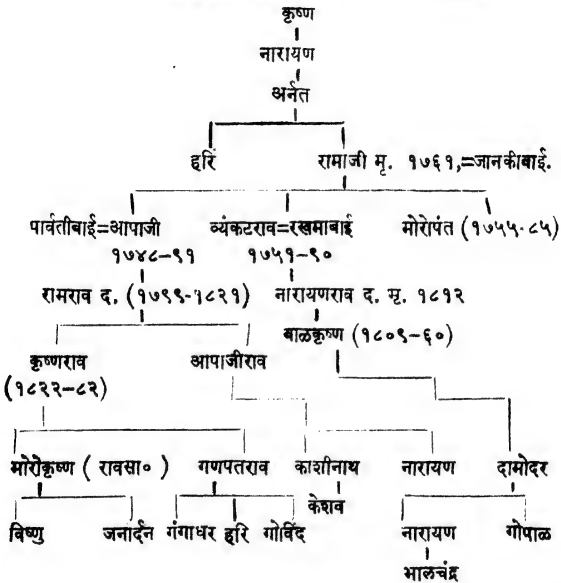 कृष्ण
नारायण
अनंत
हरि रामाजी मृ. १७६१,=जानकीबाई.
पार्वतीबाई=आपाजी व्यंकटराव=रखमाबाई मोरोपंत (१७५५-८५)
१७४८-९१ १७५१-९०
रामराव द. (१७९९-१८२१) नारायणराव द. मृ. १८१२
बाळकृष्ण (१८०९-६०)
कृष्णराव आपाजीराव
(१८२२-८२)
मोरोकृष्ण ( रावसा० ) गणपतराव काशीनाथ नारायण दामोदर
केशव
विष्णु जनार्दन गंगाधर हरि गोविंद नारायण गोपाळ
भालचंद्र